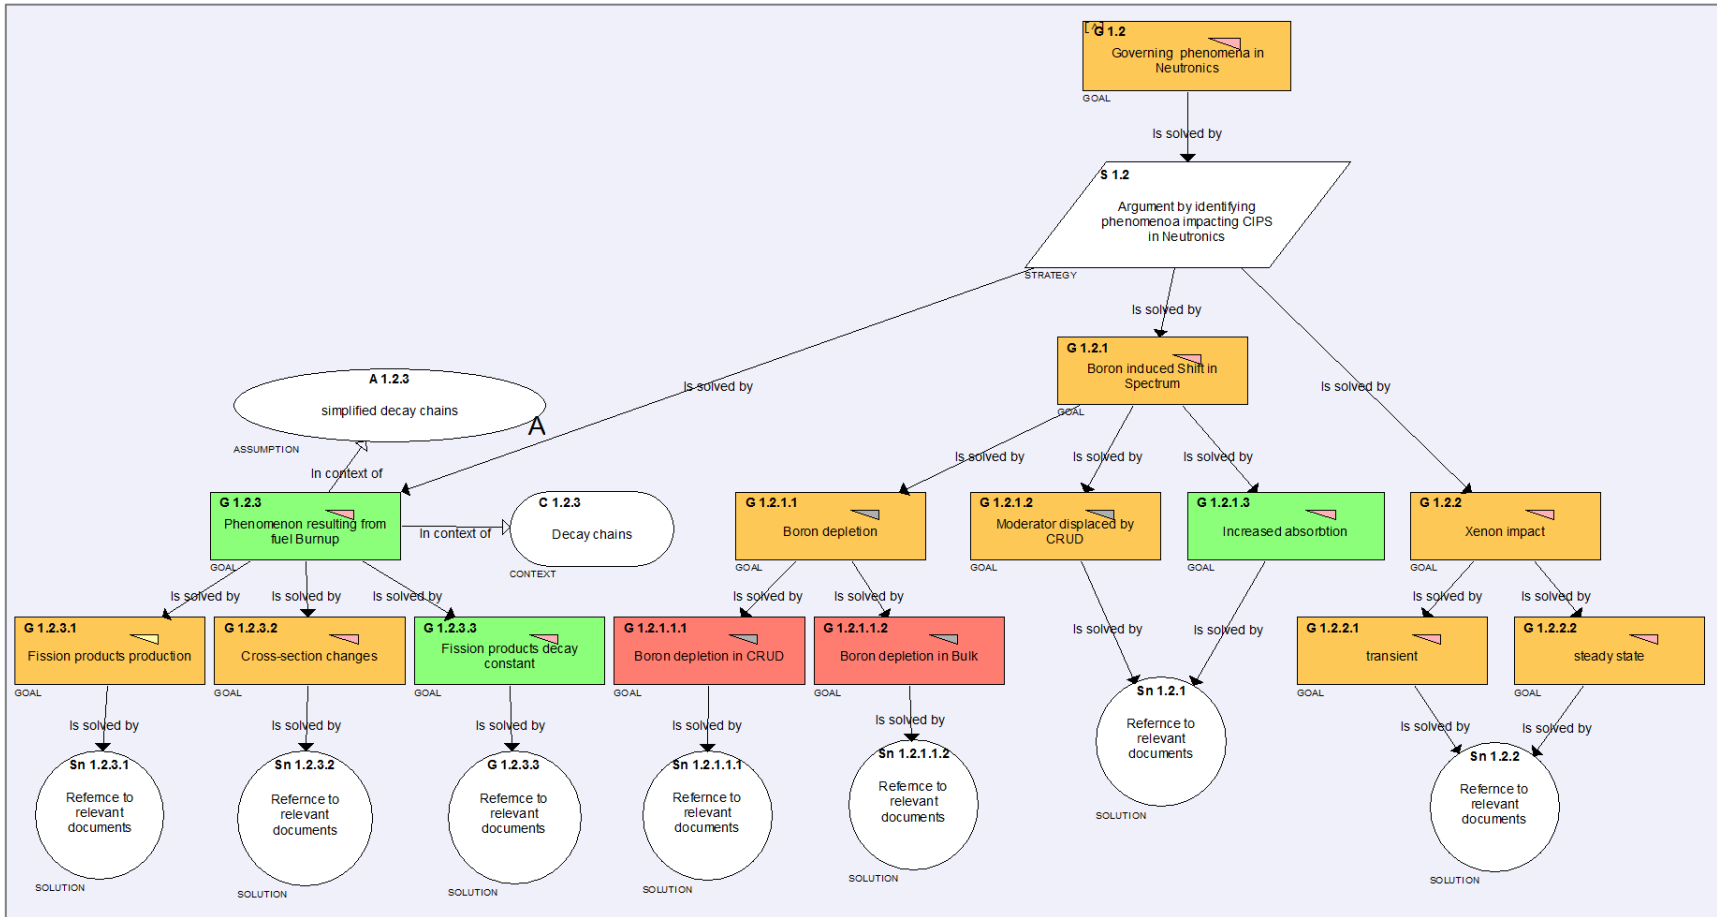 [^]
G 1.2
Governing phenomena in
Neutronics
GOAL
Is solved by
S 1.2
Argument by identifying
phenomenoa impacting CIPS
in Neutronics
STRATEGY
Is solved by
Is solved by
Is solved by
G 1.2.1
Boron induced Shift in
Spectrum
GOAL
A 1.2.3
simplified decay chains
A
ASSUMPTION
In context of
Is solved by
Is solved by
Is solved by
G 1.2.3
Phenomenon resulting from
fuel Burnup
GOAL
In context of
C 1.2.3
Decay chains
CONTEXT
G 1.2.1.1
Boron depletion
GOAL
G 1.2.1.2
Moderator displaced by
CRUD
GOAL
G 1.2.1.3
Increased absorbtion
GOAL
G 1.2.2
Xenon impact
GOAL
Is solved by
Is solved by
Is solved by
Is solved by
Is solved by
Is solved by
Is solved by
G 1.2.3.1
Fission products production
GOAL
G 1.2.3.2
Cross-section changes
GOAL
G 1.2.3.3
Fission products decay
constant
GOAL
G 1.2.1.1.1
Boron depletion in CRUD
GOAL
G 1.2.1.1.2
Boron depletion in Bulk
GOAL
Is solved by
Is solved by
G 1.2.2.1
transient
GOAL
G 1.2.2.2
steady state
GOAL
Is solved by
Is solved by
Is solved by
Is solved by
Is solved by
Is solved by
Is solved by
Sn 1.2.3.1
Refernce to
relevant
documents
SOLUTION
Sn 1.2.3.2
Refernce to
relevant
documents
SOLUTION
G 1.2.3.3
Refernce to
relevant
documents
SOLUTION
Sn 1.2.1.1.1
Refernce to
relevant
documents
SOLUTION
Sn 1.2.1.1.2
Refernce to
relevant
documents
SOLUTION
Sn 1.2.1
Refernce to
relevant
documents
SOLUTION
Sn 1.2.2
Refernce to
relevant
documents
SOLUTION